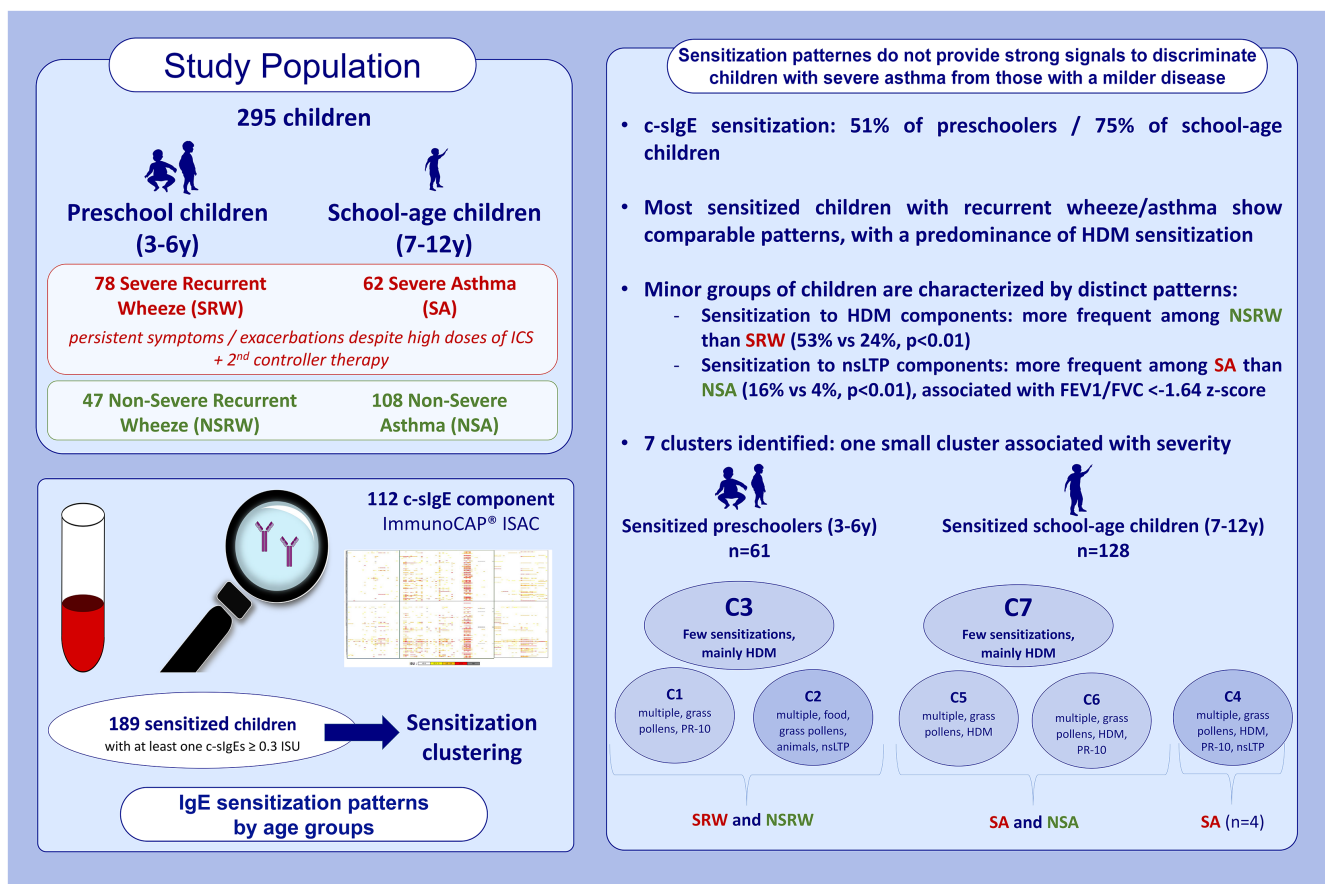 Study Population
295 children
Preschool children
(3-6y)
School-age children
(7-12y)
78 Severe Recurrent
Wheeze (SRW)
62 Severe Asthma
(SA)
persistent symptoms / exacerbations despite high doses of ICS
+ 2nd controller therapy
47 Non-Severe Recurrent
Wheeze (NSRW)
108 Non-Severe
Asthma (NSA)
112 c-sIgE component
ImmunoCAP® ISAC
189 sensitized children
with at least one c-sIgEs ≥ 0.3 ISU
Sensitization
clustering
IgE sensitization patterns
by age groups
Sensitization patternes do not provide strong signals to discriminate
children with severe asthma from those with a milder disease
• c-sIgE sensitization: 51% of preschoolers / 75% of school-age
children
• Most sensitized children with recurrent wheeze/asthma show
comparable patterns, with a predominance of HDM sensitization
• Minor groups of children are characterized by distinct patterns:
- Sensitization to HDM components: more frequent among NSRW
than SRW (53% vs 24%, p<0.01)
- Sensitization to nsLTP components: more frequent among SA than
NSA (16% vs 4%, p<0.01), associated with FEV1/FVC <-1.64 z-score
• 7 clusters identified: one small cluster associated with severity
Sensitized preschoolers (3-6y)
n=61
Sensitized school-age children (7-12y)
n=128
C3
Few sensitizations,
mainly HDM
C7
Few sensitizations,
mainly HDM
C1
multiple, grass
pollens, PR-10
C2
multiple, food,
grass pollens,
animals, nsLTP
C5
multiple, grass
pollens, HDM
C6
multiple, grass
pollens, HDM,
PR-10
C4
multiple, grass
pollens, HDM,
PR-10, nsLTP
SRW and NSRW
SA and NSA
SA (n=4)